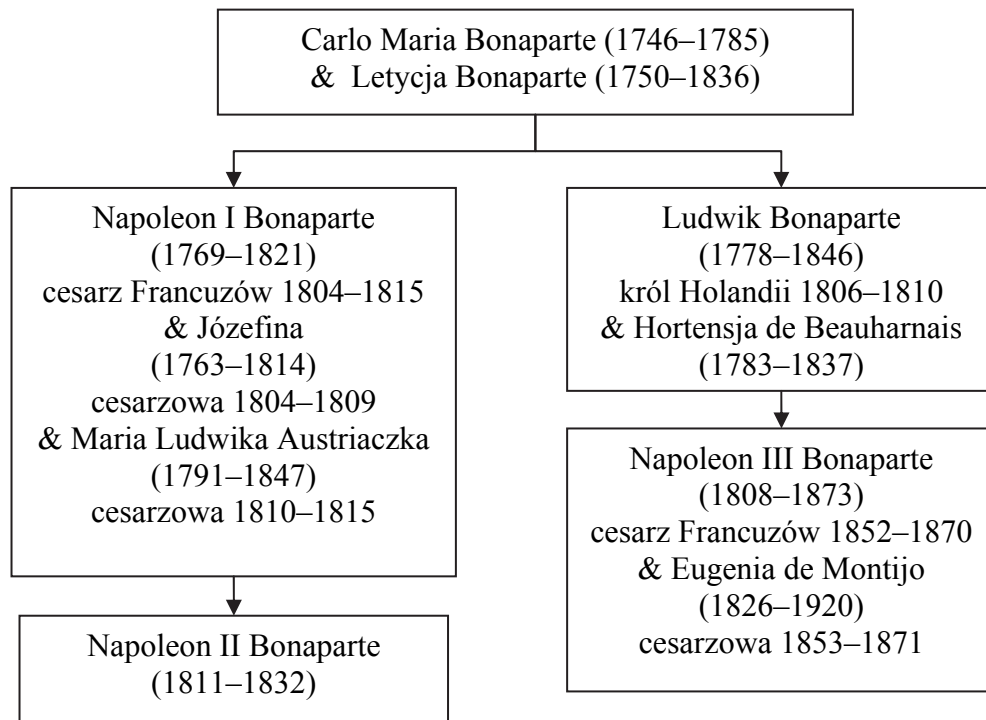 Carlo Maria Bonaparte (1746–1785)
& Letycja Bonaparte (1750–1836)
Napoleon I Bonaparte
(1769–1821)
cesarz Francuzów 1804–1815
& Józefina
(1763–1814)
cesarzowa 1804–1809
& Maria Ludwika Austriaczka
(1791–1847)
cesarzowa 1810–1815
Napoleon II Bonaparte
(1811–1832)
Ludwik Bonaparte
(1778–1846)
król Holandii 1806–1810
& Hortensja de Beauharnais
(1783–1837)
Napoleon III Bonaparte
(1808–1873)
cesarz Francuzów 1852–1870
& Eugenia de Montijo
(1826–1920)
cesarzowa 1853–1871